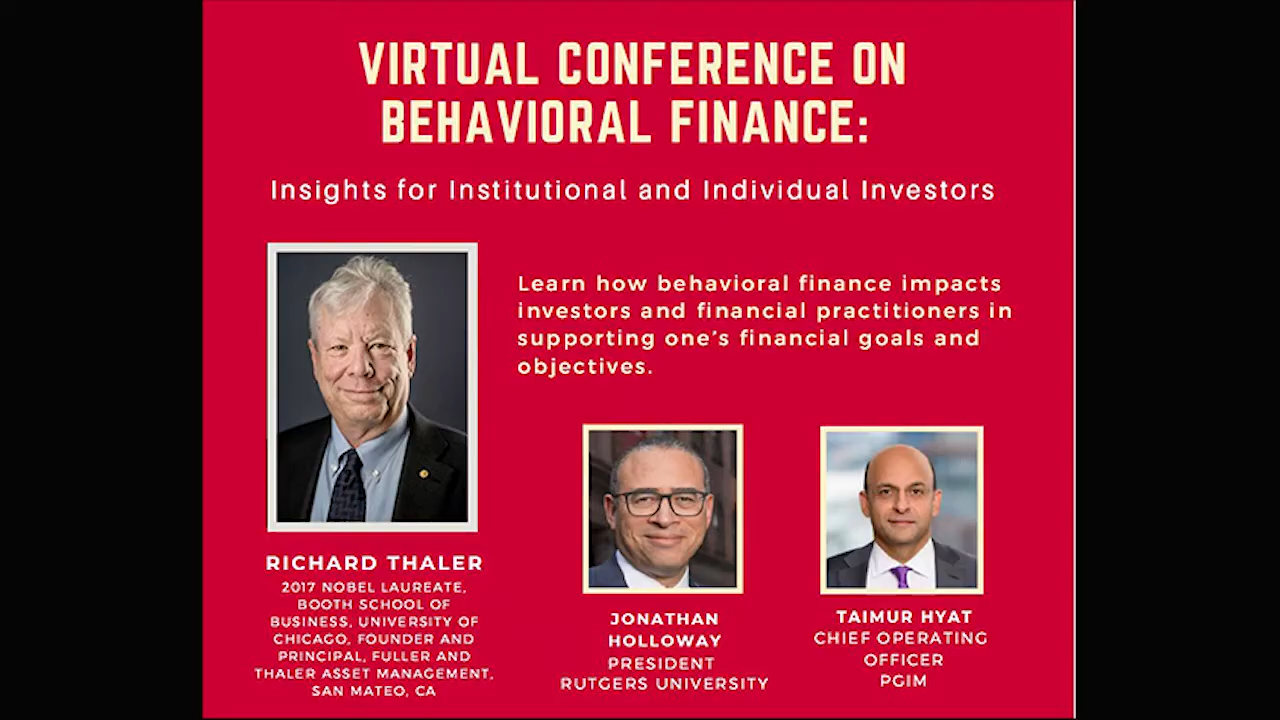 VIRTUAL CONFERENCE ON
BEHAVIORAL FINANCE:
Insights for Institutional and Individual Investors
Learn how behavioral finance impacts
investors and financial practitioners in
supporting one's financial goals and
objectives.
RICHARD THALER
2017 NOBEL LAUREATE,
BOOTH SCHOOL OF
BUSINESS, UNIVERSITY OF
CHICAGO, FOUNDER AND
PRINCIPAL, FULLER AND
THALER ASSET MANAGEMENT,
SAN MATEO, CA
JONATHAN
HOLLOWAY
PRESIDENT
RUTGERS UNIVERSITY
TAIMUR HYAT
CHIEF OPERATING
OFFICER
PGIM